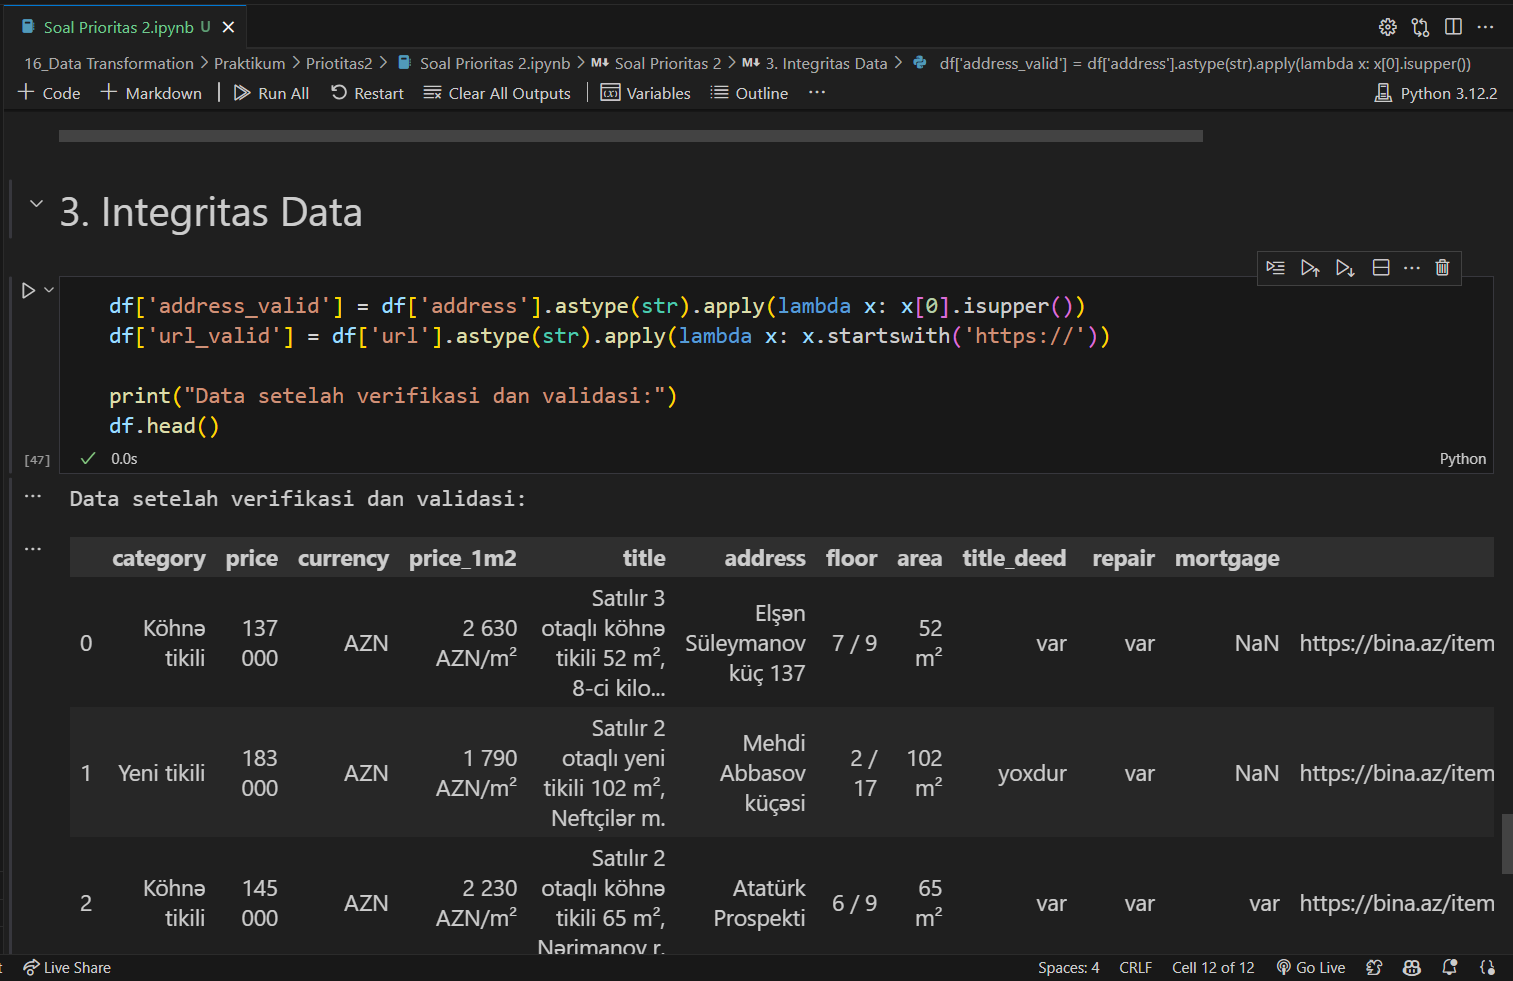 Soal Prioritas 2.ipynb U
16_Data Transformation > Praktikum > Priotitas2 > Soal Prioritas 2.ipynb > M↓ Soal Prioritas 2 > M↓ 3. Integritas Data > df['address_valid'] = df['address'].astype(str).apply(lambda x: x[0].isupper())
+ Code + Markdown | Run All Restart Clear All Outputs | Variables Outline ... Python 3.12.2
3. Integritas Data
df['address_valid'] = df['address'].astype(str).apply(lambda x: x[0].isupper())
df['url_valid'] = df['url'].astype(str).apply(lambda x: x.startswith('https://'))
print("Data setelah verifikasi dan validasi:")
df.head()
[47] ✓ 0.0s Python
Data setelah verifikasi dan validasi:
category price currency price_1m2 title address floor area title_deed repair mortgage
0 Köhnə tikili 137 000 AZN 2 630 AZN/m² Satılır 3 otaqlı köhnə tikili 52 m², 8-ci kilo... Elşən Süleymanov küç 137 7 / 9 52 m² var var NaN https://bina.az/item
1 Yeni tikili 183 000 AZN 1 790 AZN/m² Satılır 2 otaqlı yeni tikili 102 m², Neftçilər m. Mehdi Abbasov küçəsi 2 / 17 102 m² yoxdur var NaN https://bina.az/item
2 Köhnə tikili 145 000 AZN 2 230 AZN/m² Satılır 2 otaqlı köhnə tikili 65 m², Nərimanov r. Atatürk Prospekti 6 / 9 65 m² var var var https://bina.az/item
Live Share Spaces: 4 CRLF Cell 12 of 12 Go Live